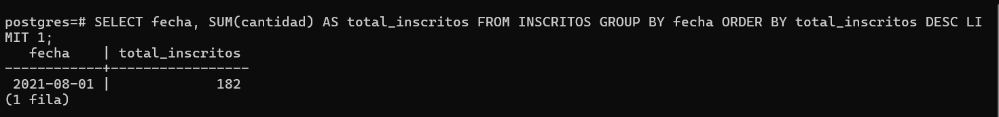 postgres=# SELECT fecha, SUM(cantidad) AS total_inscritos FROM INSCRITOS GROUP BY fecha ORDER BY total_inscritos DESC LI
MIT 1;
   fecha    | total_inscritos
------------+-----------------
 2021-08-01 |             182
(1 fila)